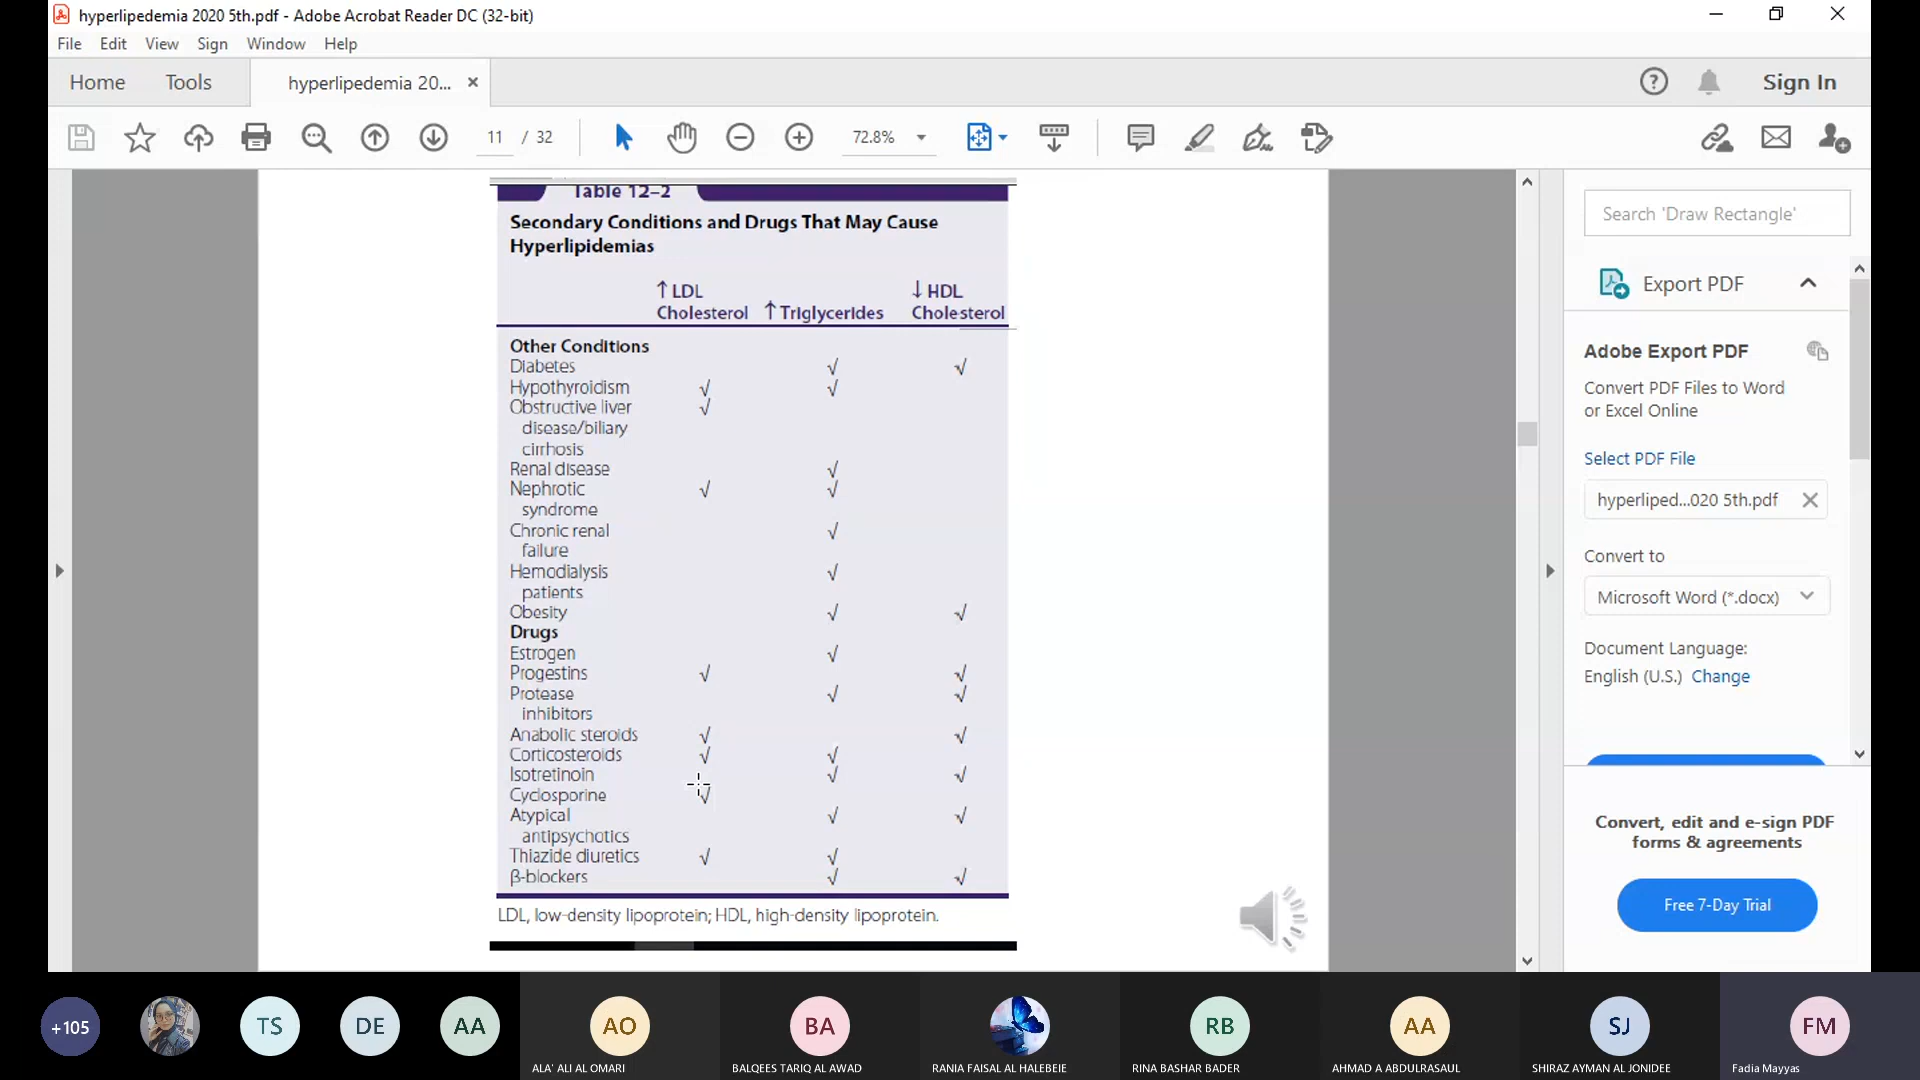 hyperlipedemia 2020 5th.pdf - Adobe Acrobat Reader DC (32-bit)
File Edit View Sign Window Help
Home Tools hyperlipedemia 20... × Sign In
11 / 32 72.8%
Table 12–2
Secondary Conditions and Drugs That May Cause
Hyperlipidemias
↑ LDL ↓ HDL
Cholesterol ↑ Triglycerides Cholesterol
Other Conditions
Diabetes √ √
Hypothyroidism √ √
Obstructive liver √
disease/biliary
cirrhosis
Renal disease √
Nephrotic √ √
syndrome
Chronic renal √
failure
Hemodialysis √
patients
Obesity √ √
Drugs
Estrogen √
Progestins √ √
Protease √ √
inhibitors
Anabolic steroids √ √
Corticosteroids √ √
Isotretinoin √ √
Cyclosporine √
Atypical √ √
antipsychotics
Thiazide diuretics √ √
β-blockers √ √
LDL, low-density lipoprotein; HDL, high-density lipoprotein.
Search 'Draw Rectangle'
Export PDF
Adobe Export PDF
Convert PDF Files to Word
or Excel Online
Select PDF File
hyperliped...020 5th.pdf
Convert to
Microsoft Word (*.docx)
Document Language:
English (U.S.) Change
Convert, edit and e-sign PDF
forms & agreements
Free 7-Day Trial
+105 TS DE AA AO BA RB AA SJ FM
ALA' ALI AL OMARI BALQEES TARIQ AL AWAD RANIA FAISAL AL HALEBEIE RINA BASHAR BADER AHMAD A ABDULRASAUL SHIRAZ AYMAN AL JONIDEE Fadia Mayyas